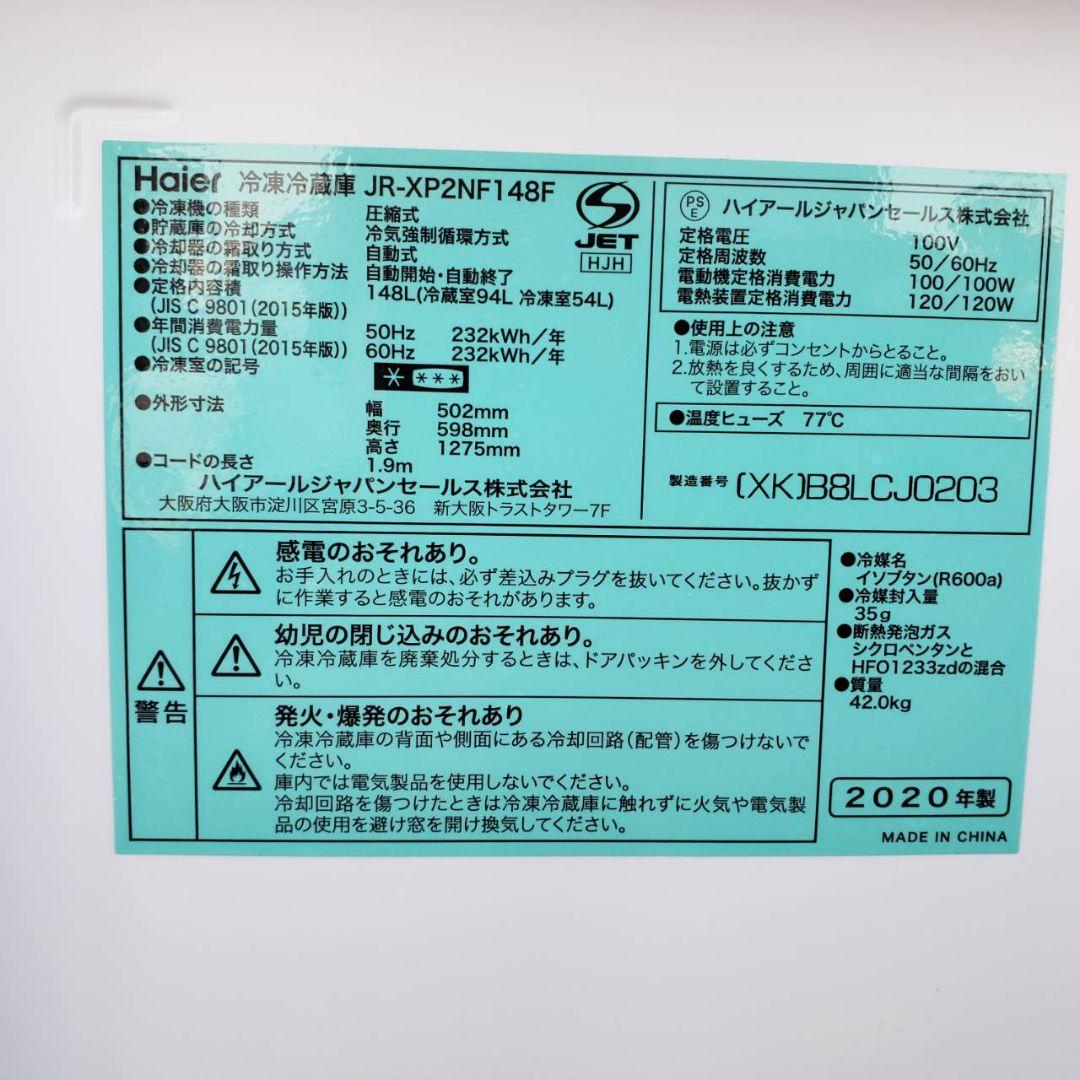 Haier 冷凍冷蔵庫 JR-XP2NF148F
●冷凍機の種類 圧縮式
●貯蔵庫の冷却方式 冷気強制循環方式
●冷却器の霜取り方式 自動式
●冷却器の霜取り操作方法 自動開始・自動終了
●定格内容積 148L(冷蔵室94L 冷凍室54L)
(JIS C 9801(2015年版))
●年間消費電力量 50Hz 232kWh/年
(JIS C 9801(2015年版)) 60Hz 232kWh/年
●冷凍室の記号 * ***
●外形寸法 幅 502mm
奥行 598mm
高さ 1275mm
●コードの長さ 1.9m
ハイアールジャパンセールス株式会社
大阪府大阪市淀川区宮原3-5-36 新大阪トラストタワー7F
JET
HJH
PS
E
ハイアールジャパンセールス株式会社
定格電圧 100V
定格周波数 50/60Hz
電動機定格消費電力 100/100W
電熱装置定格消費電力 120/120W
●使用上の注意
1.電源は必ずコンセントからとること。
2.放熱を良くするため、周囲に適当な間隔をおい
て設置すること。
●温度ヒューズ 77℃
製造番号 (XK)B8LCJ0203
警告
感電のおそれあり。
お手入れのときには、必ず差込みプラグを抜いてください。抜かず
に作業すると感電のおそれがあります。
幼児の閉じ込みのおそれあり。
冷凍冷蔵庫を廃棄処分するときは、ドアパッキンを外してくださ
い。
発火・爆発のおそれあり
冷凍冷蔵庫の背面や側面にある冷却回路(配管)を傷つけないで
ください。
庫内では電気製品を使用しないでください。
冷却回路を傷つけたときは冷凍冷蔵庫に触れずに火気や電気製
品の使用を避け窓を開け換気してください。
●冷媒名
イソブタン(R600a)
●冷媒封入量
35g
●断熱発泡ガス
シクロペンタンと
HFO1233zdの混合
●質量
42.0kg
2020年製
MADE IN CHINA